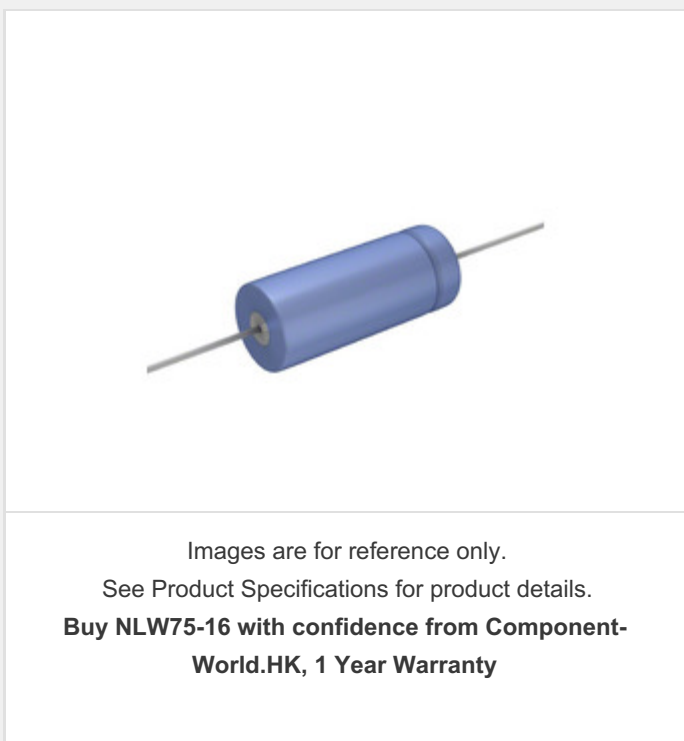 Images are for reference only.
See Product Specifications for product details.
Buy NLW75-16 with confidence from Component-
World.HK, 1 Year Warranty